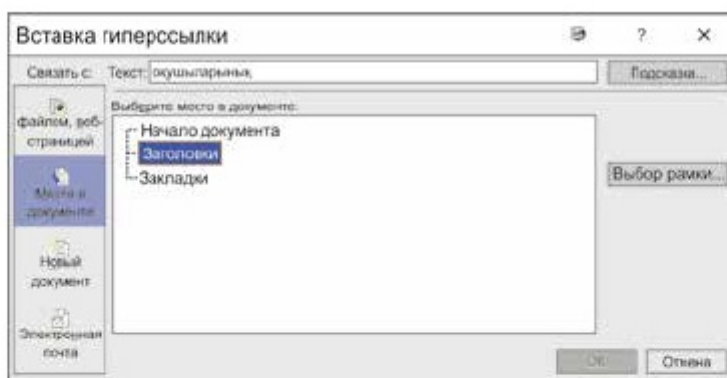 Вставка гиперссылки
?
Связать с:
Текст: окушыларынык,
Подсказка...
Выберите место в документе:
файлом, веб-
страницей
Начало документа
Заголовки
Закладки
Место в
документе
Выбор рамки...
Новый
документ
Электронная
почта
ОК
Отмена